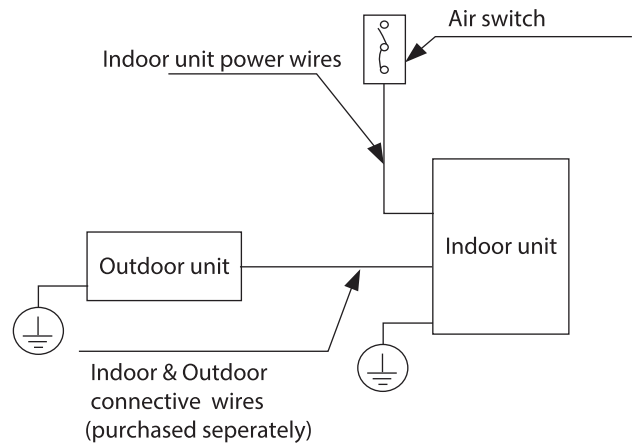 Air switch
Indoor unit power wires
Indoor unit
Outdoor unit
Indoor & Outdoor
connective wires
(purchased seperately)